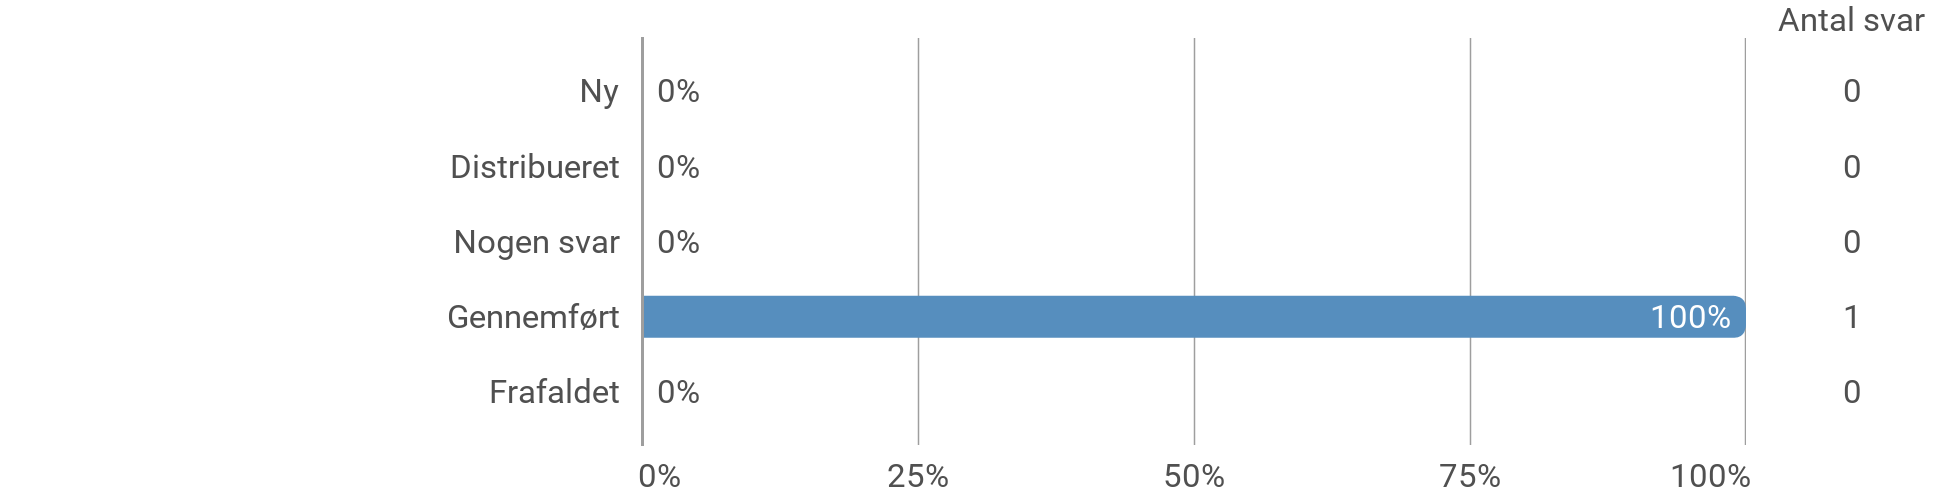 Antal svar
Ny 0% 0
Distribueret 0% 0
Nogen svar 0% 0
Gennemført 100% 1
Frafaldet 0% 0
0% 25% 50% 75% 100%